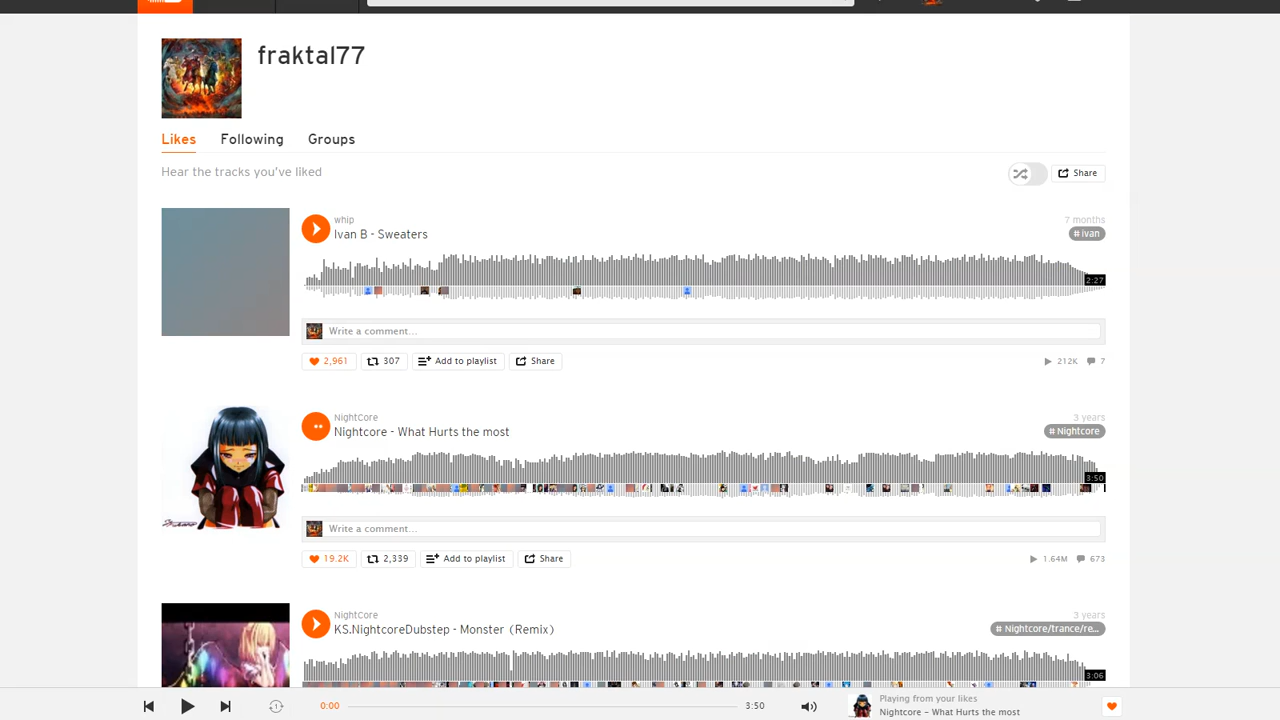 fraktal77
Likes Following Groups
Hear the tracks you've liked
Share
whip
7 months
Ivan B - Sweaters
# ivan
2:27
Write a comment...
2,961 307 Add to playlist Share
212K 7
NightCore
3 years
Nightcore - What Hurts the most
# Nightcore
3:50
Write a comment...
19.2K 2,339 Add to playlist Share
1.64M 673
NightCore
3 years
KS.NightcoreDubstep - Monster (Remix)
# Nightcore/trance/re...
3:06
0:00
3:50
Playing from your likes
Nightcore – What Hurts the most